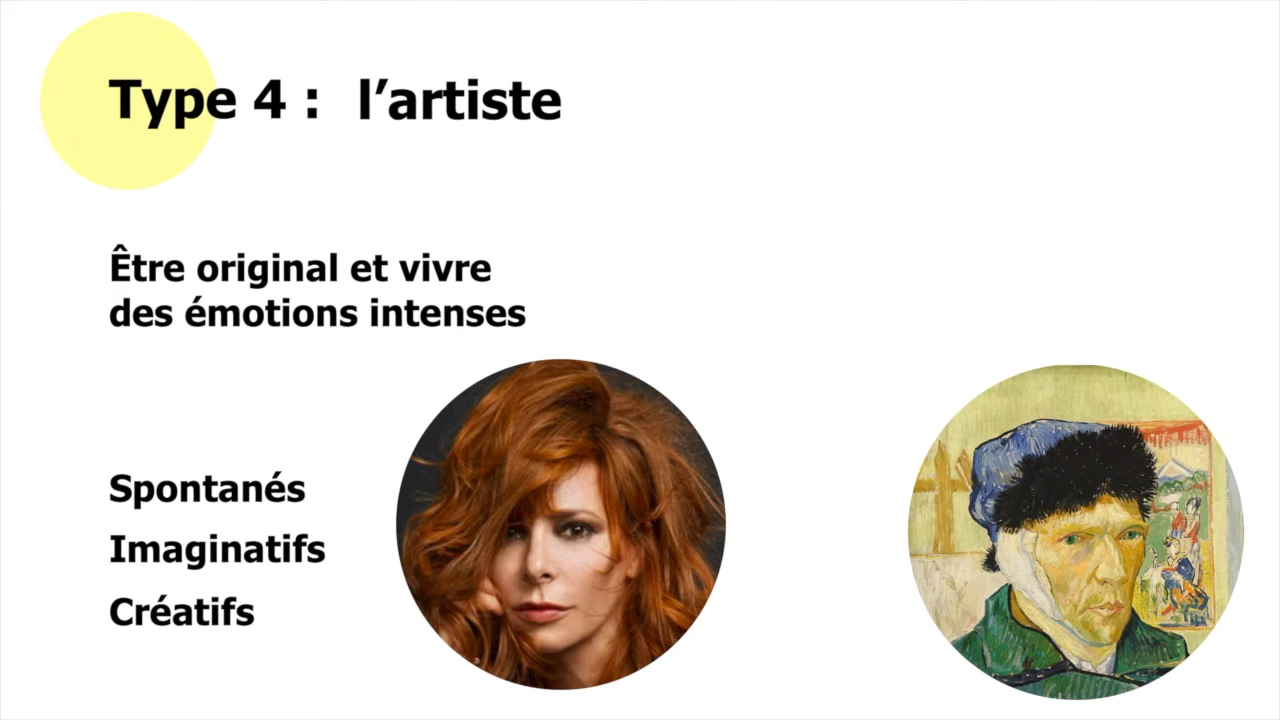 Type 4 : l’artiste
Être original et vivre
des émotions intenses
Spontanés
Imaginatifs
Créatifs